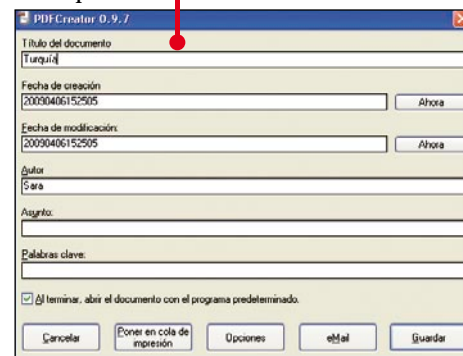 PDFCreator 0.9.7
Título del documento
Turquía
Fecha de creación
20090406152505
Ahora
Fecha de modificación:
20090406152505
Ahora
Autor
Sara
Asunto:
Palabras clave:
Al terminar, abrir el documento con el programa predeterminado.
Cancelar
Poner en cola de
impresión
Opciones
eMail
Guardar